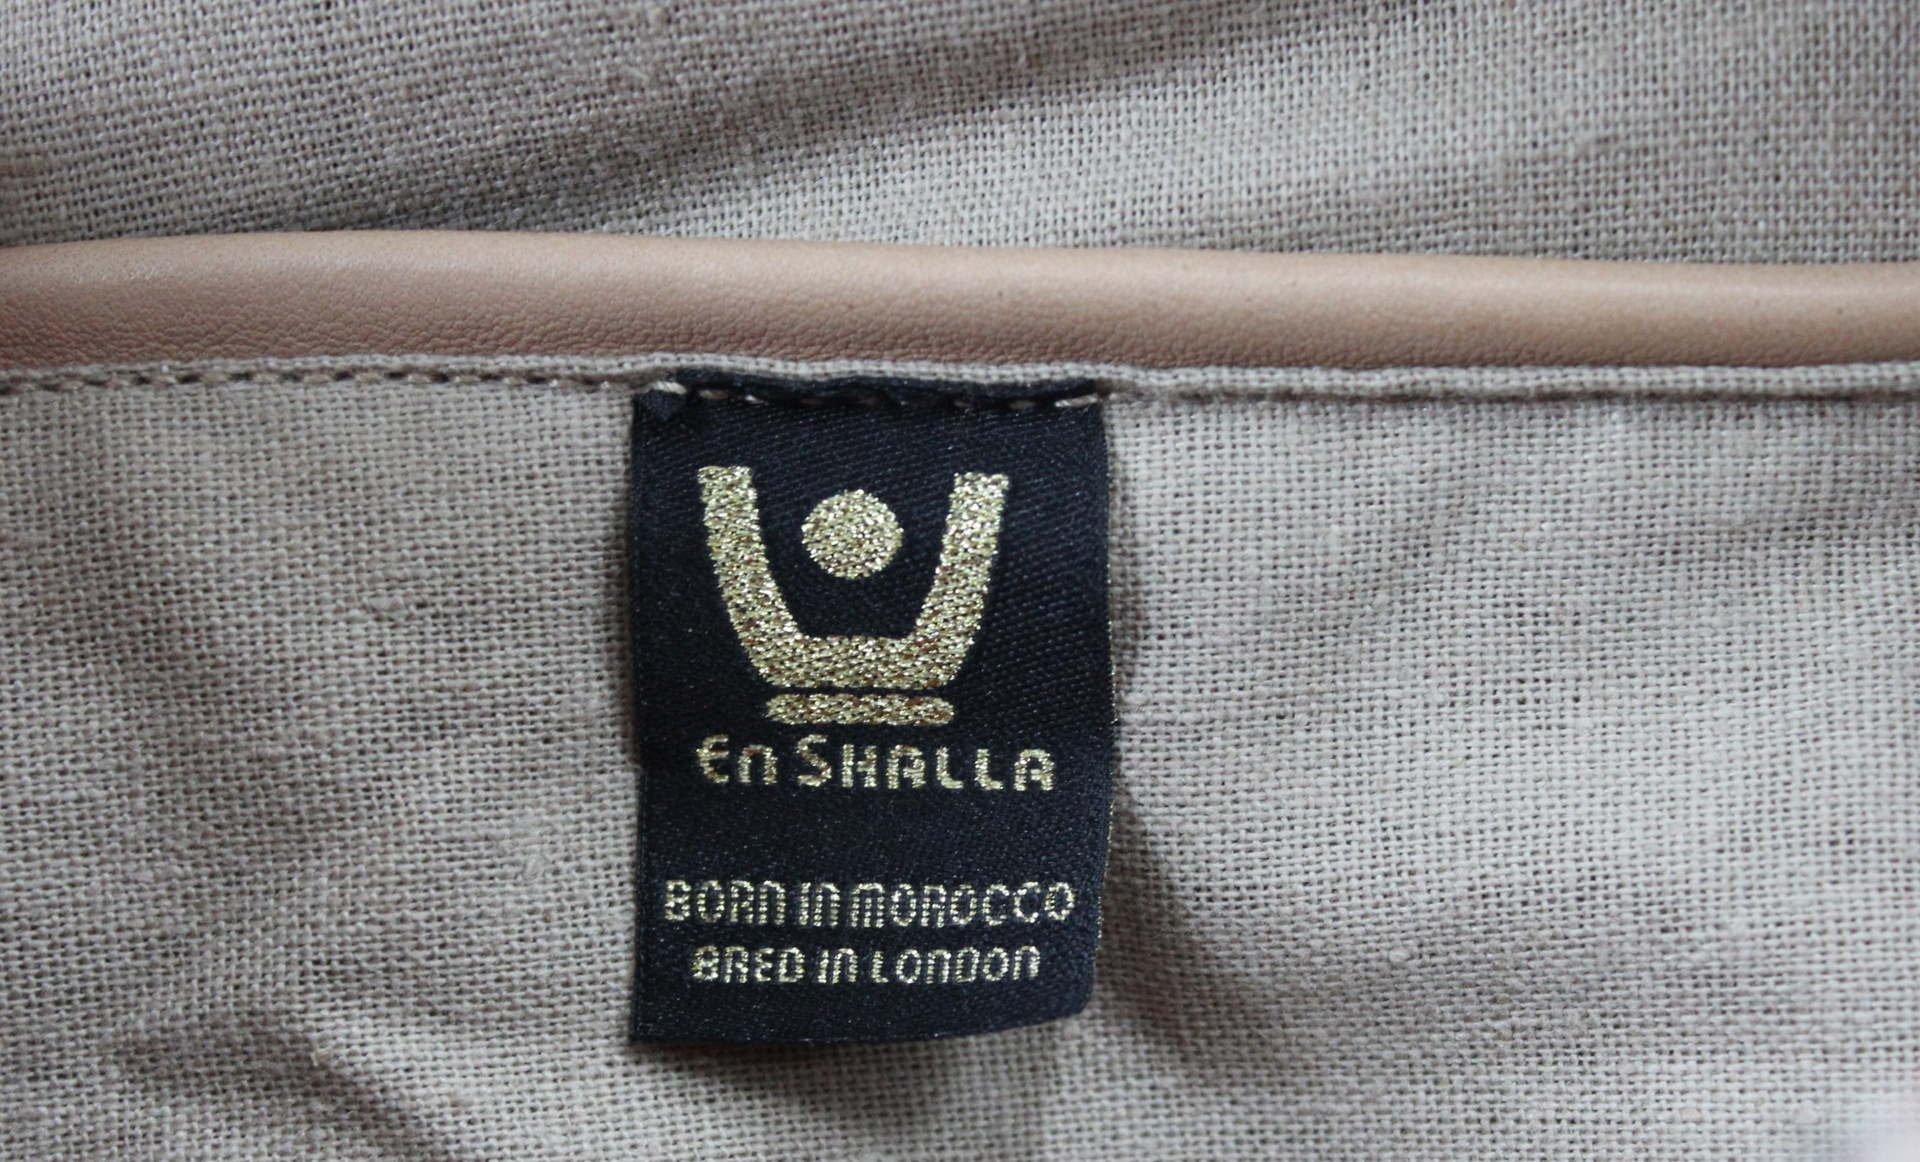 En SHALLA
BORN IN MOROCCO
BRED IN LONDON